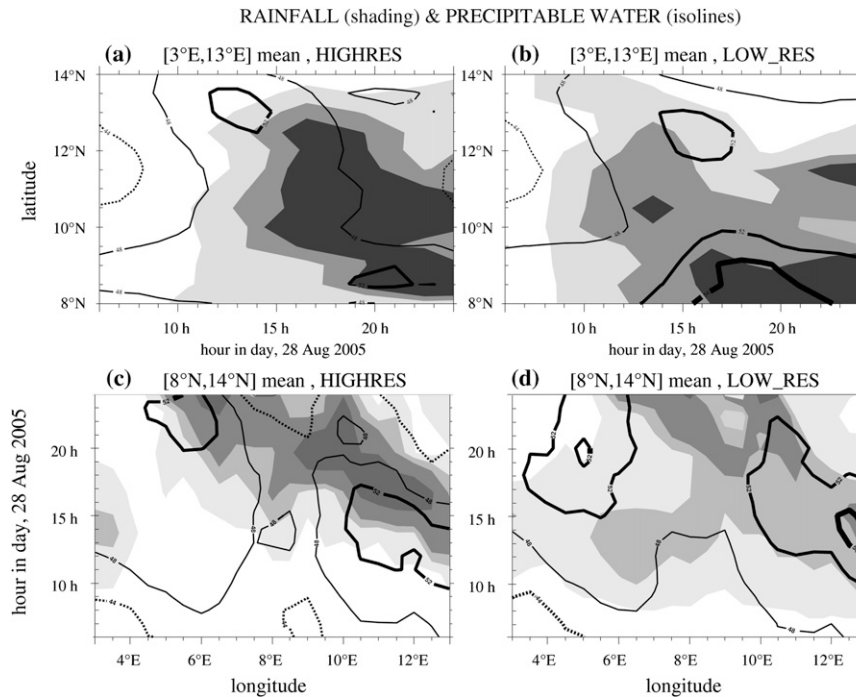 RAINFALL (shading) & PRECIPITABLE WATER (isolines)
(a) [3°E,13°E] mean , HIGHRES
(b) [3°E,13°E] mean , LOW_RES
14°N
12°N
10°N
8°N
latitude
14°N
12°N
10°N
8°N
10 h 15 h 20 h
hour in day, 28 Aug 2005
10 h 15 h 20 h
hour in day, 28 Aug 2005
(c) [8°N,14°N] mean , HIGHRES
(d) [8°N,14°N] mean , LOW_RES
20 h
15 h
10 h
hour in day, 28 Aug 2005
20 h
15 h
10 h
4°E 6°E 8°E 10°E 12°E
longitude
4°E 6°E 8°E 10°E 12°E
longitude